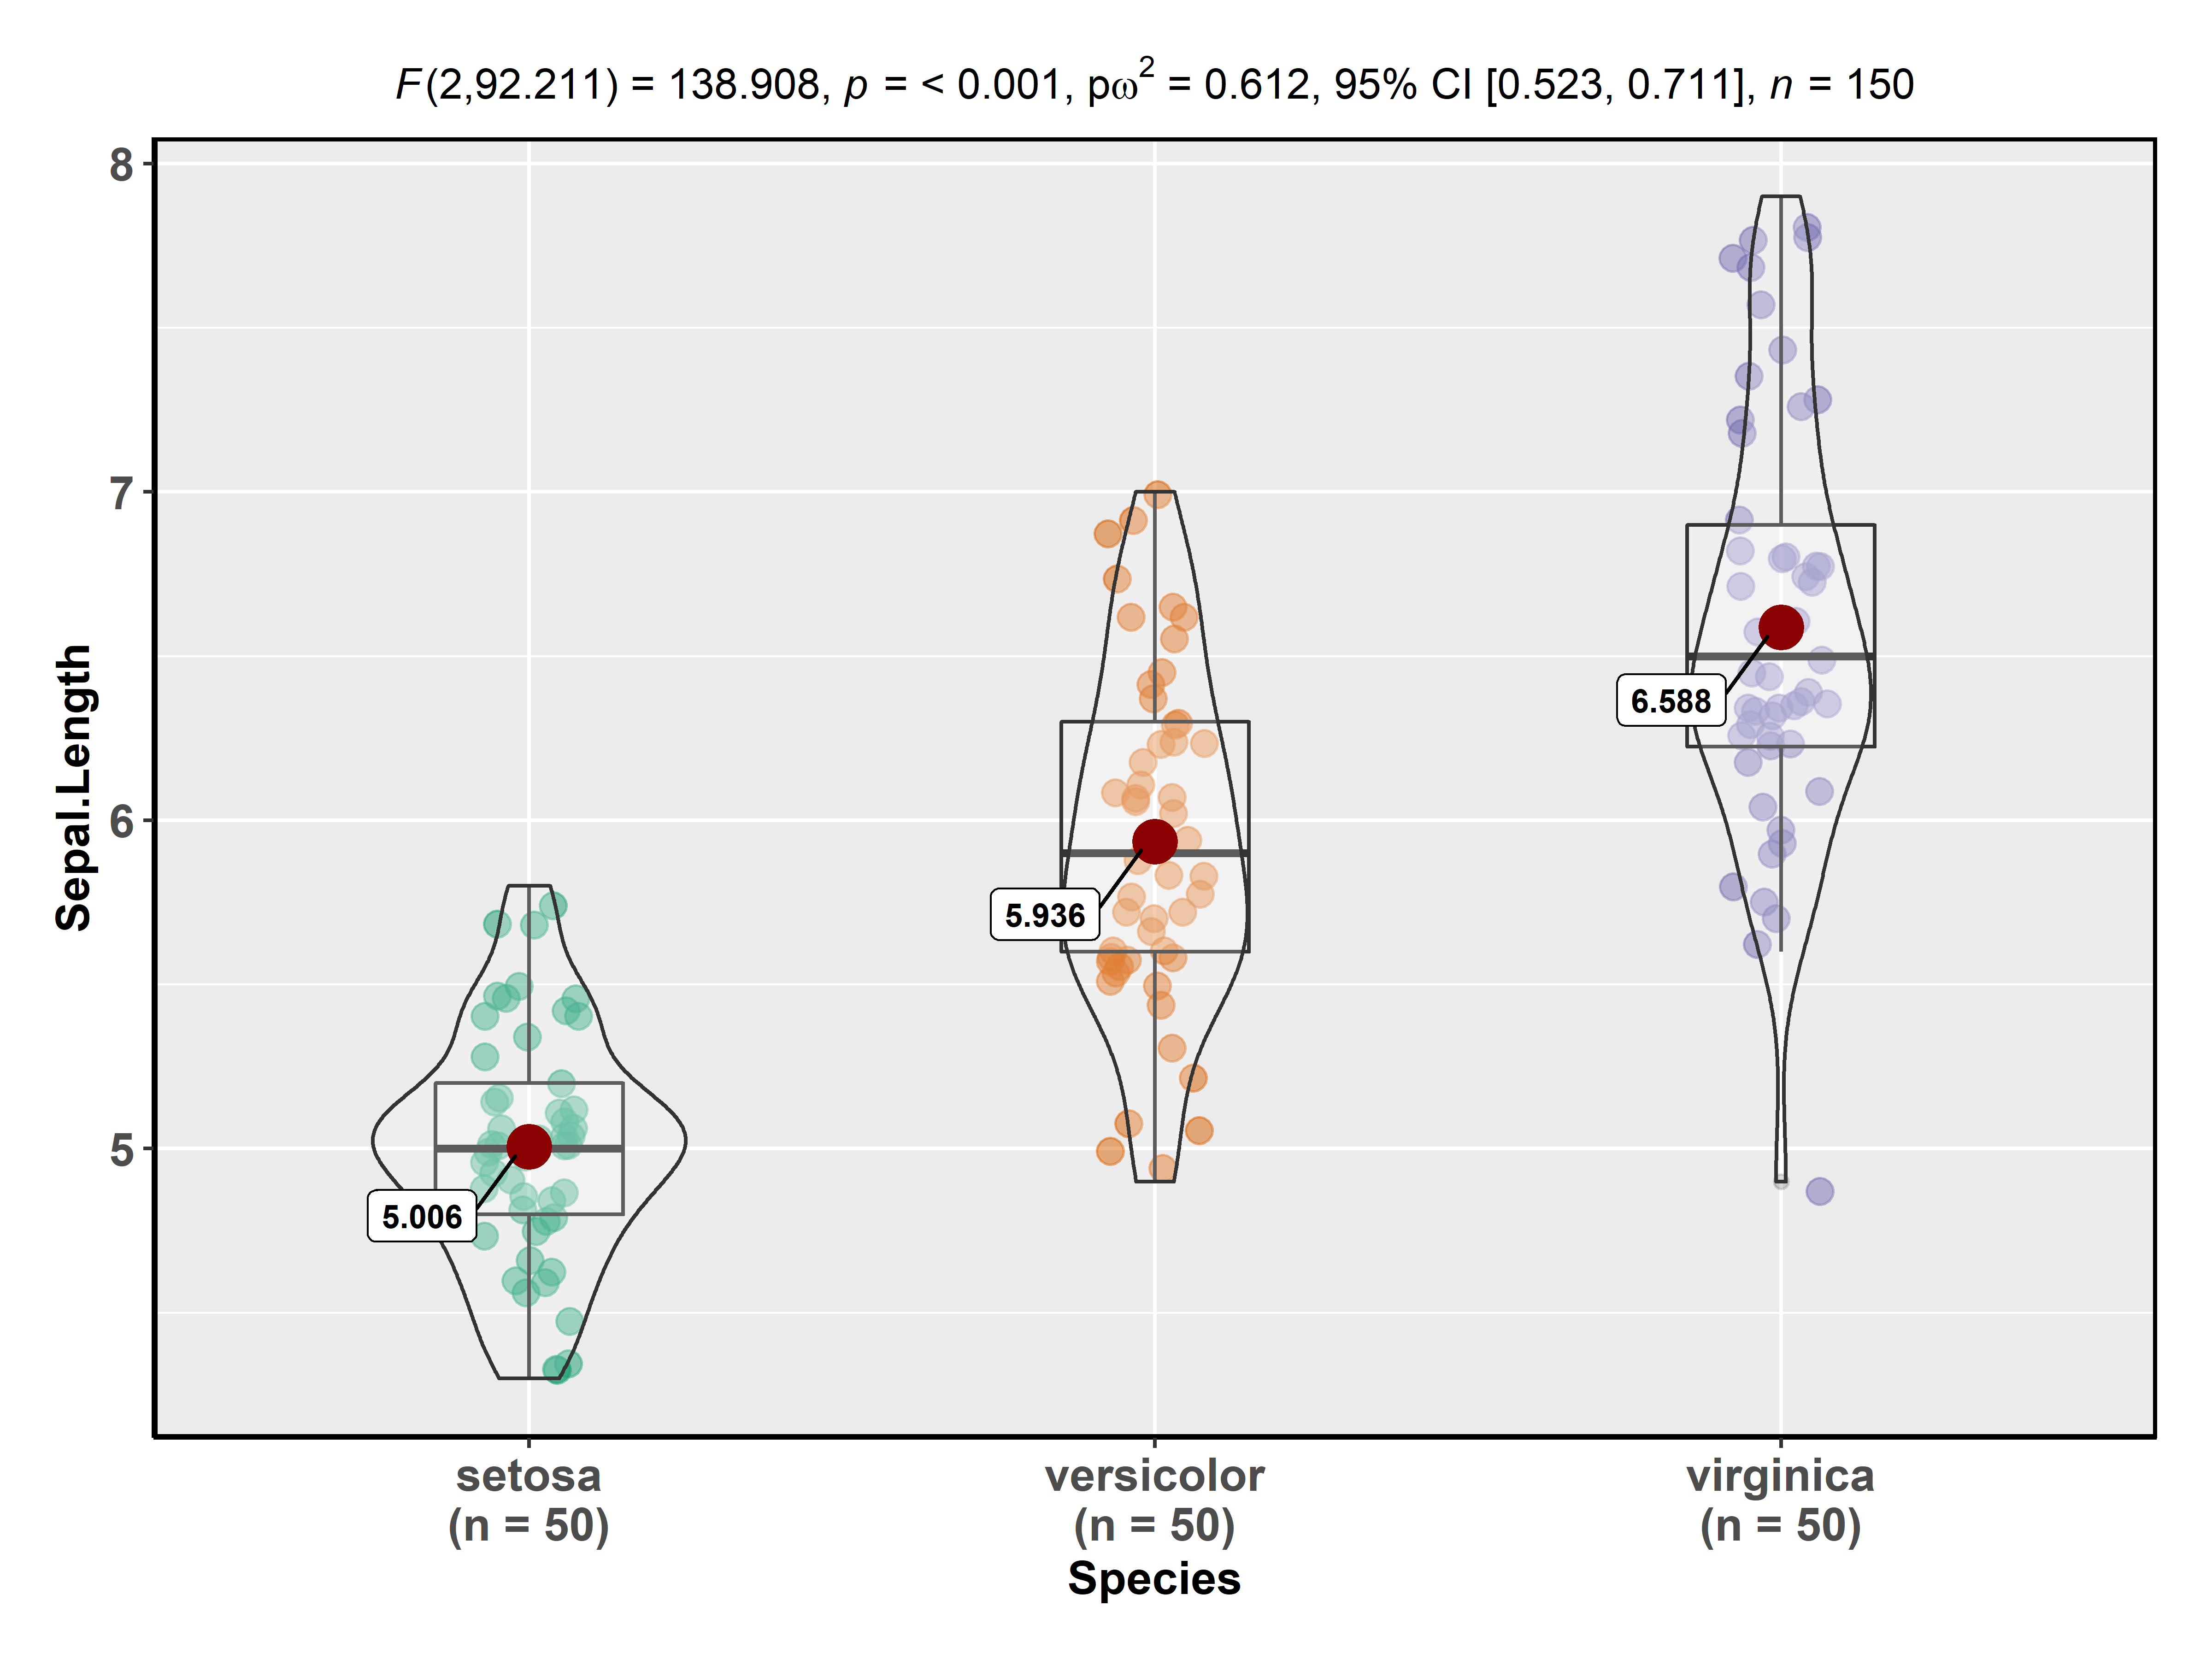 F(2,92.211) = 138.908, p = < 0.001, pω² = 0.612, 95% CI [0.523, 0.711], n = 150
8
7
6
5
Sepal.Length
6.588
5.936
5.006
setosa
(n = 50)
versicolor
(n = 50)
virginica
(n = 50)
Species